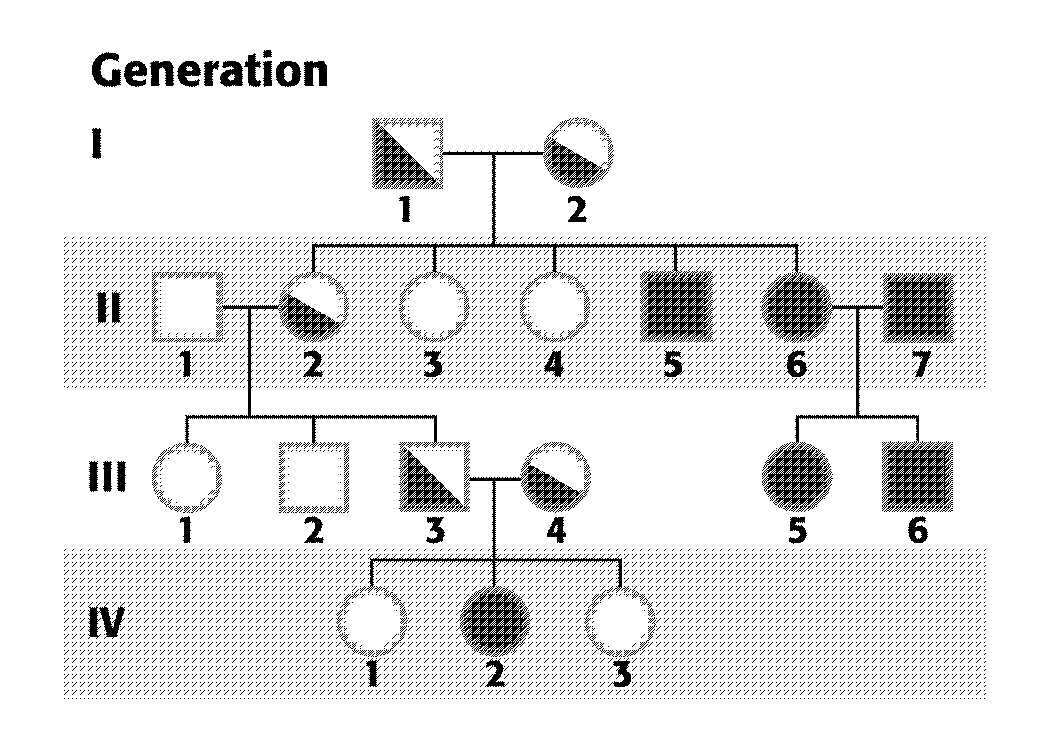 Generation
I
1 2
II
1 2 3 4 5 6 7
III
1 2 3 4 5 6
IV
1 2 3